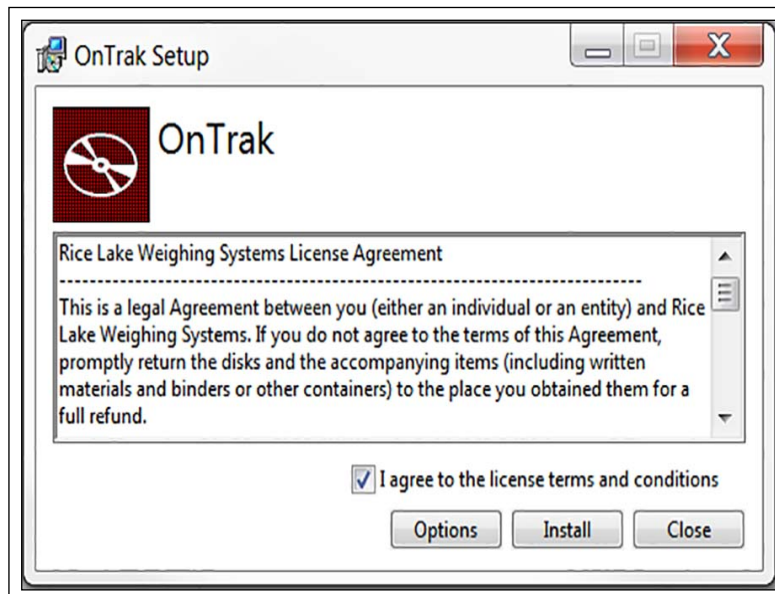 OnTrak Setup
OnTrak
Rice Lake Weighing Systems License Agreement
------------------------------------------------------------------------------
This is a legal Agreement between you (either an individual or an entity) and Rice
Lake Weighing Systems. If you do not agree to the terms of this Agreement,
promptly return the disks and the accompanying items (including written
materials and binders or other containers) to the place you obtained them for a
full refund.
I agree to the license terms and conditions
Options Install Close